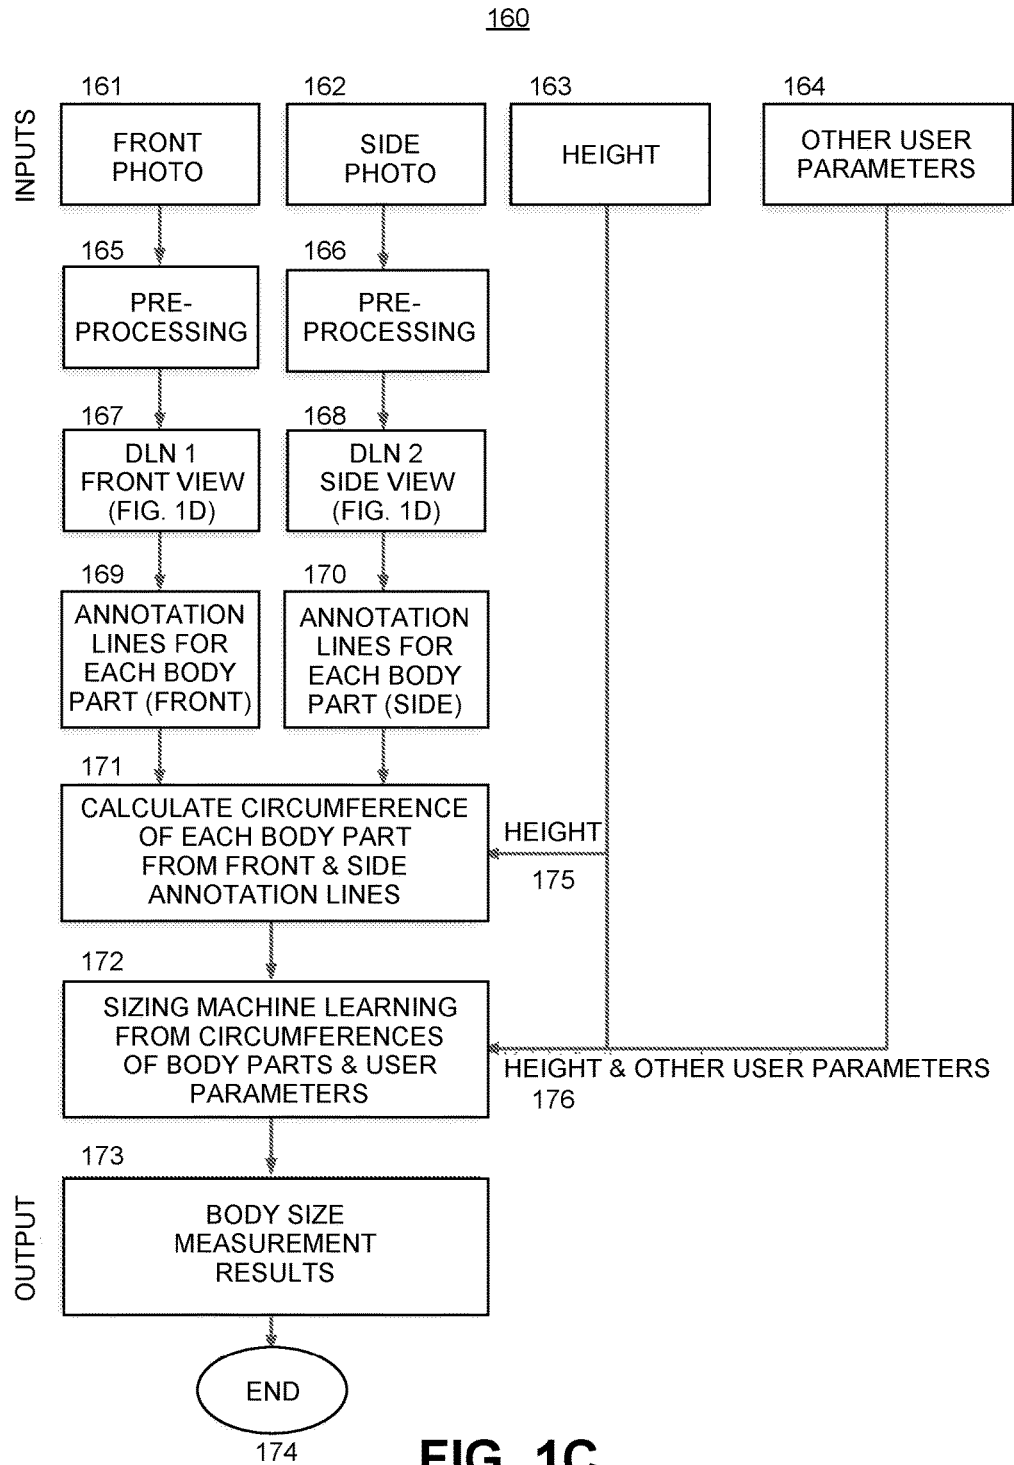 160
161
162
163
164
INPUTS
FRONT
PHOTO
SIDE
PHOTO
HEIGHT
OTHER USER
PARAMETERS
165
166
PRE-
PROCESSING
PRE-
PROCESSING
167
168
DLN 1
FRONT VIEW
(FIG. 1D)
DLN 2
SIDE VIEW
(FIG. 1D)
169
170
ANNOTATION
LINES FOR
EACH BODY
PART (FRONT)
ANNOTATION
LINES FOR
EACH BODY
PART (SIDE)
171
CALCULATE CIRCUMFERENCE
OF EACH BODY PART
FROM FRONT & SIDE
ANNOTATION LINES
HEIGHT
175
172
SIZING MACHINE LEARNING
FROM CIRCUMFERENCES
OF BODY PARTS & USER
PARAMETERS
HEIGHT & OTHER USER PARAMETERS
176
173
OUTPUT
BODY SIZE
MEASUREMENT
RESULTS
END
174
FIG. 1C